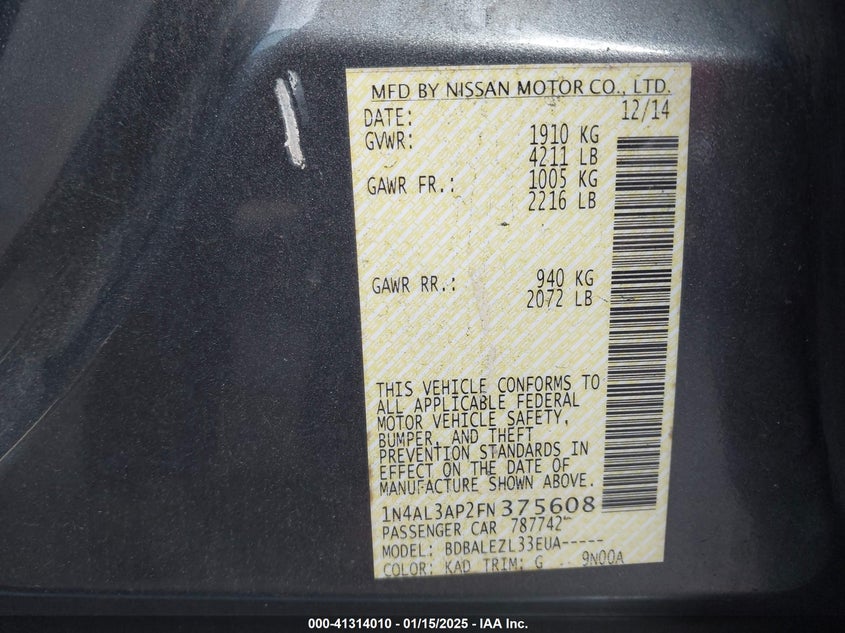 MFD BY NISSAN MOTOR CO., LTD.
DATE: 12/14
GVWR: 1910 KG
4211 LB
GAWR FR.: 1005 KG
2216 LB
GAWR RR.: 940 KG
2072 LB
THIS VEHICLE CONFORMS TO
ALL APPLICABLE FEDERAL
MOTOR VEHICLE SAFETY,
BUMPER, AND THEFT
PREVENTION STANDARDS IN
EFFECT ON THE DATE OF
MANUFACTURE SHOWN ABOVE.
1N4AL3AP2FN375608
PASSENGER CAR 787742
MODEL: BDBALEZL33EUA-----
COLOR: KAD TRIM: G 9N00A
000-41314010 - 01/15/2025 - IAA Inc.